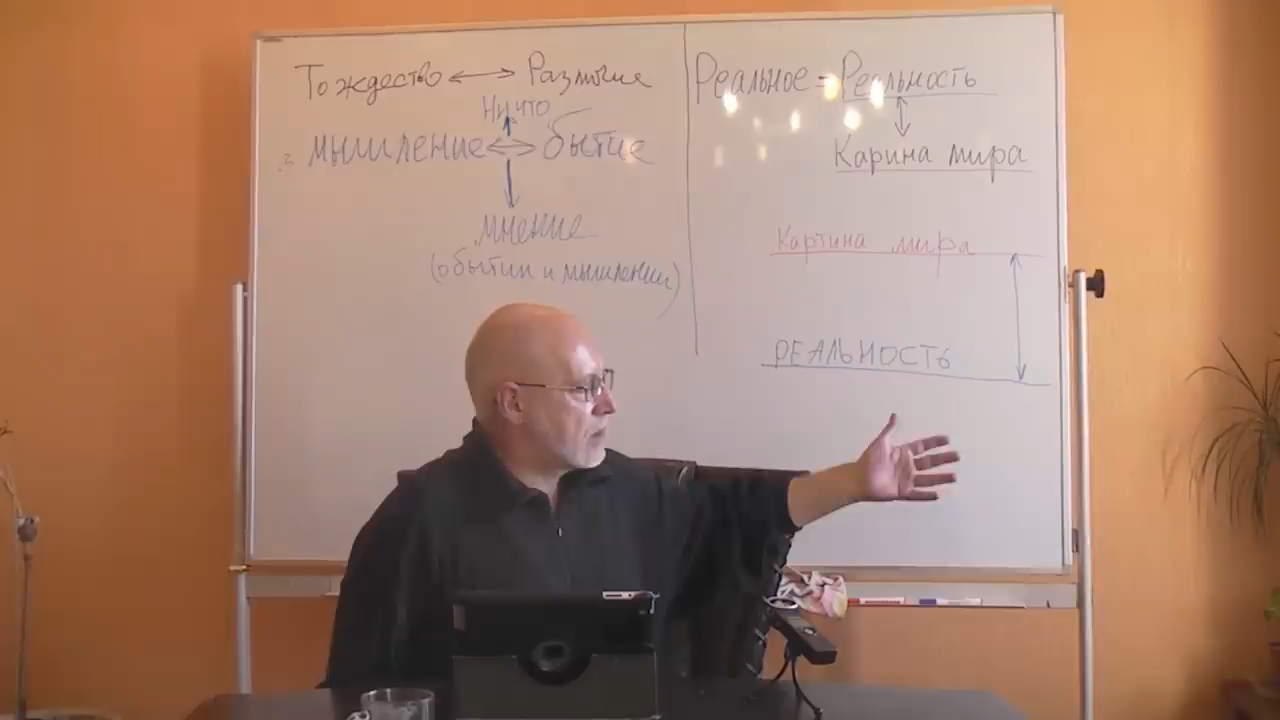 Тождество ↔ Различие
Ничто
мышление ↔ бытие
мнение
(о бытии и мышлении)
Реальное = Реальность
Карина мира
Картина мира
РЕАЛЬНОСТЬ